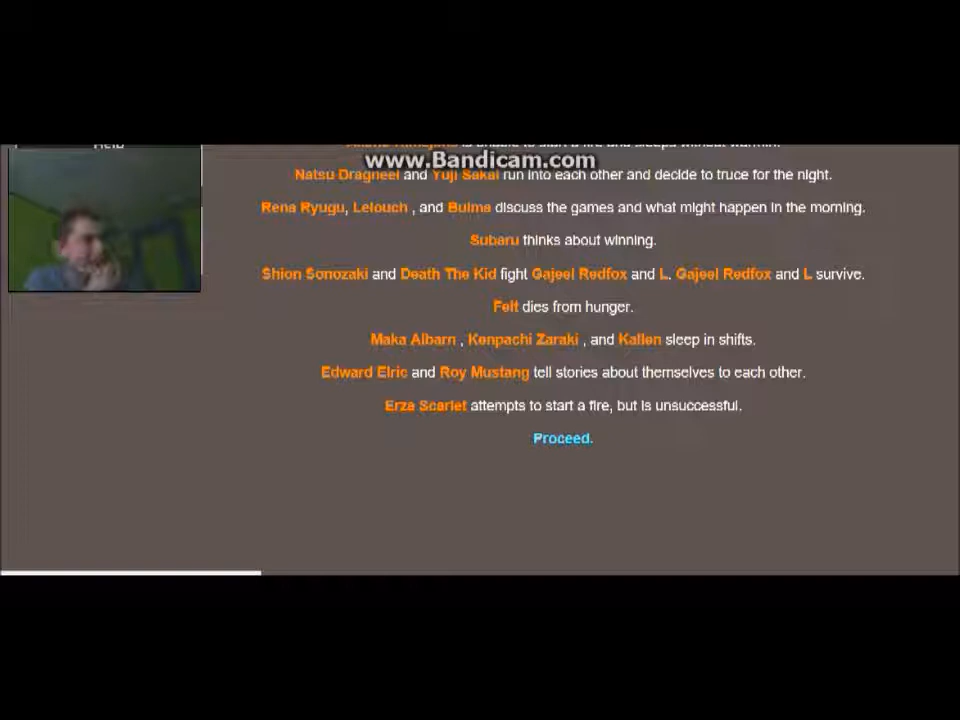 Help
www.Bandicam.com
Natsu Dragneel and Yuji Sakai run into each other and decide to truce for the night.
Rena Ryugu, Lelouch , and Bulma discuss the games and what might happen in the morning.
Subaru thinks about winning.
Shion Sonozaki and Death The Kid fight Gajeel Redfox and L. Gajeel Redfox and L survive.
Felt dies from hunger.
Maka Albarn , Kenpachi Zaraki , and Kallen sleep in shifts.
Edward Elric and Roy Mustang tell stories about themselves to each other.
Erza Scarlet attempts to start a fire, but is unsuccessful.
Proceed.